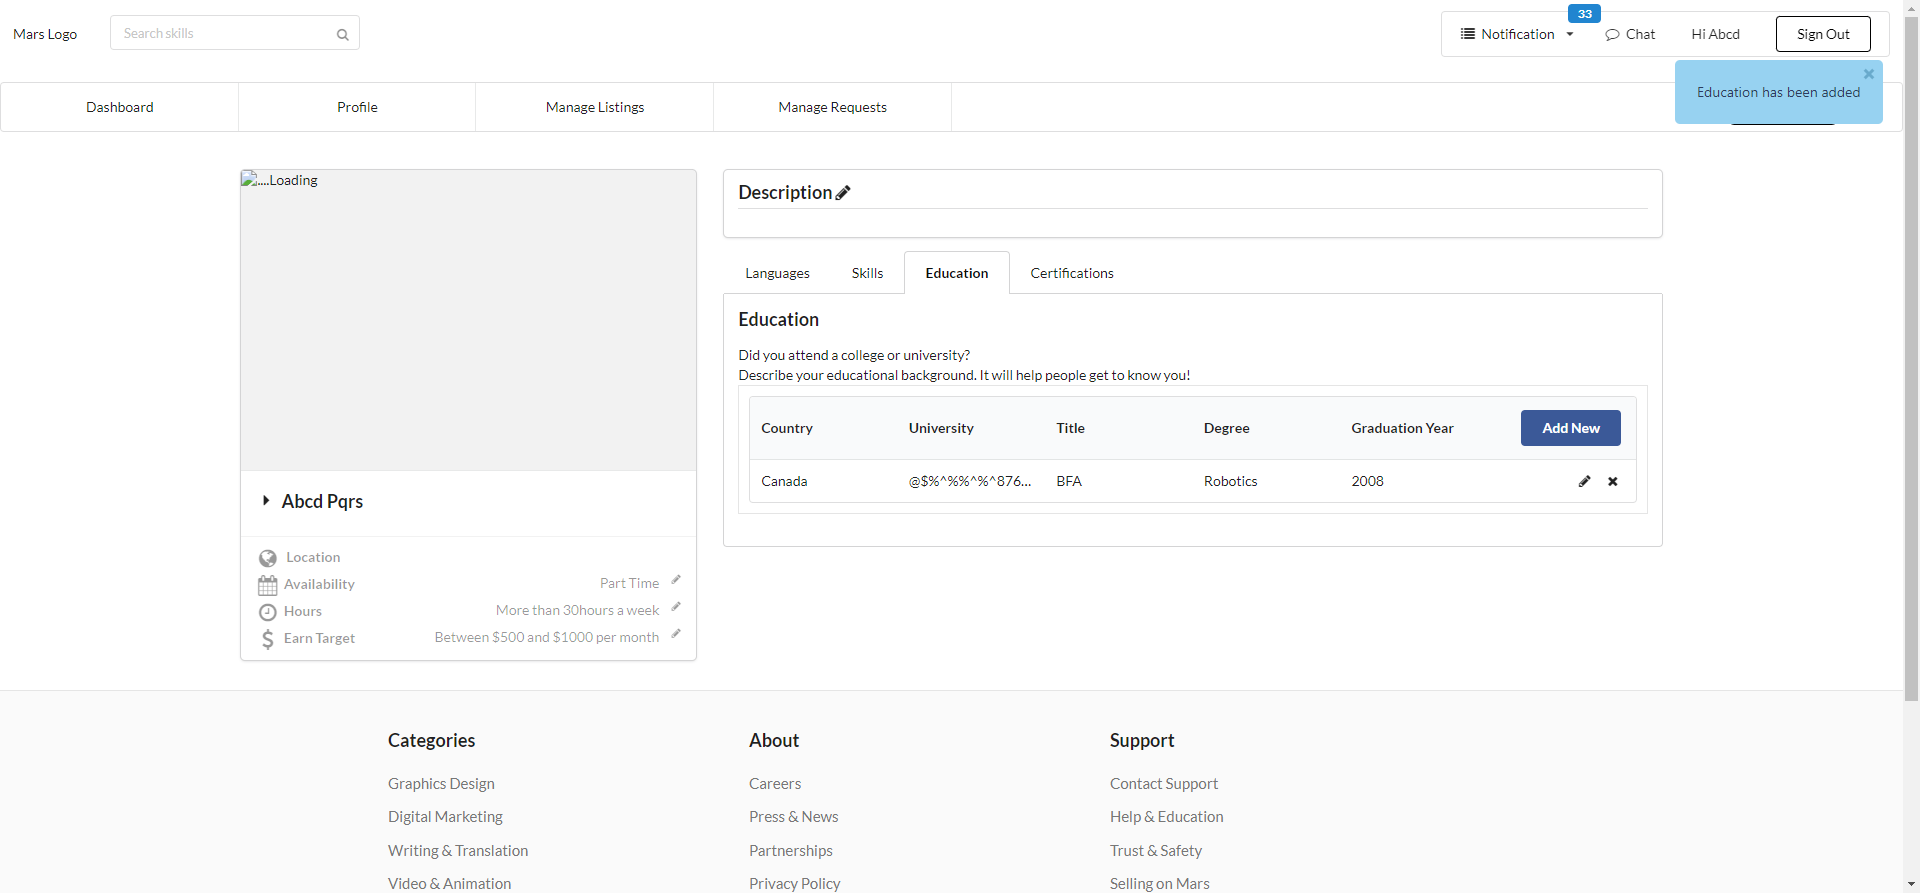 Mars Logo
Search skills
33
Notification
Chat
Hi Abcd
Sign Out
Education has been added
Dashboard
Profile
Manage Listings
Manage Requests
....Loading
Abcd Pqrs
Location
Availability
Part Time
Hours
More than 30hours a week
Earn Target
Between $500 and $1000 per month
Description
Languages
Skills
Education
Certifications
Education
Did you attend a college or university?
Describe your educational background. It will help people get to know you!
Country University Title Degree Graduation Year Add New
Canada @$%^%%^%^876... BFA Robotics 2008
Categories
Graphics Design
Digital Marketing
Writing & Translation
Video & Animation
About
Careers
Press & News
Partnerships
Privacy Policy
Support
Contact Support
Help & Education
Trust & Safety
Selling on Mars